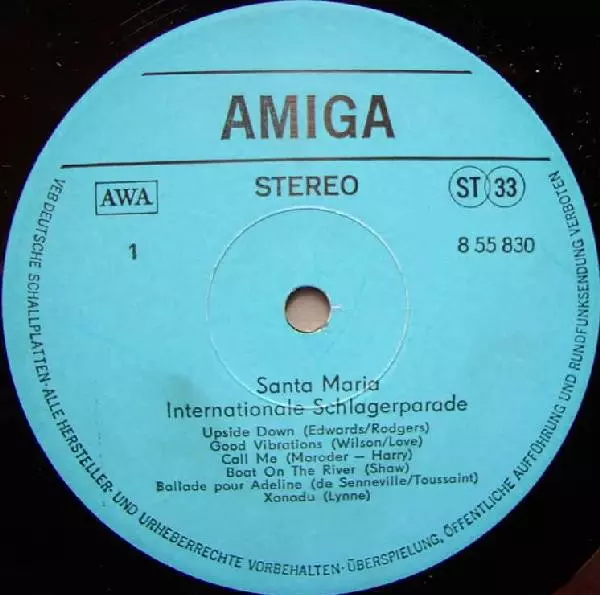 AMIGA
AWA
STEREO
ST 33
1
8 55 830
Santa Maria
Internationale Schlagerparade
Upside Down (Edwards/Rodgers)
Good Vibrations (Wilson/Love)
Call Me (Moroder – Harry)
Boat On The River (Shaw)
Ballade pour Adeline (de Senneville/Toussaint)
Xanadu (Lynne)
VEB DEUTSCHE SCHALLPLATTEN · ALLE HERSTELLER- UND URHEBERRECHTE VORBEHALTEN · ÜBERSPIELUNG, ÖFFENTLICHE AUFFÜHRUNG UND RUNDFUNKSENDUNG VERBOTEN